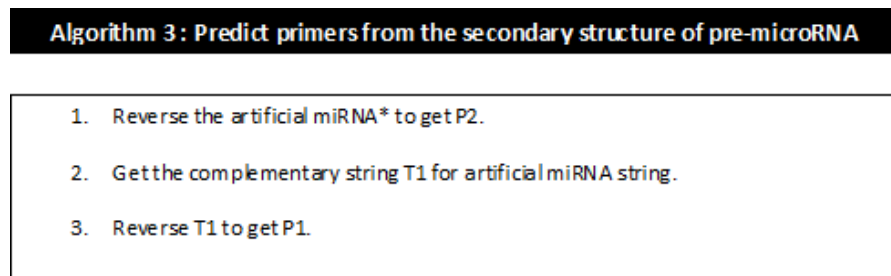 Algorithm 3: Predict primers from the secondary structure of pre-microRNA
1. Reverse the artificial miRNA* to get P2.
2. Get the complementary string T1 for artificial miRNA string.
3. Reverse T1 to get P1.